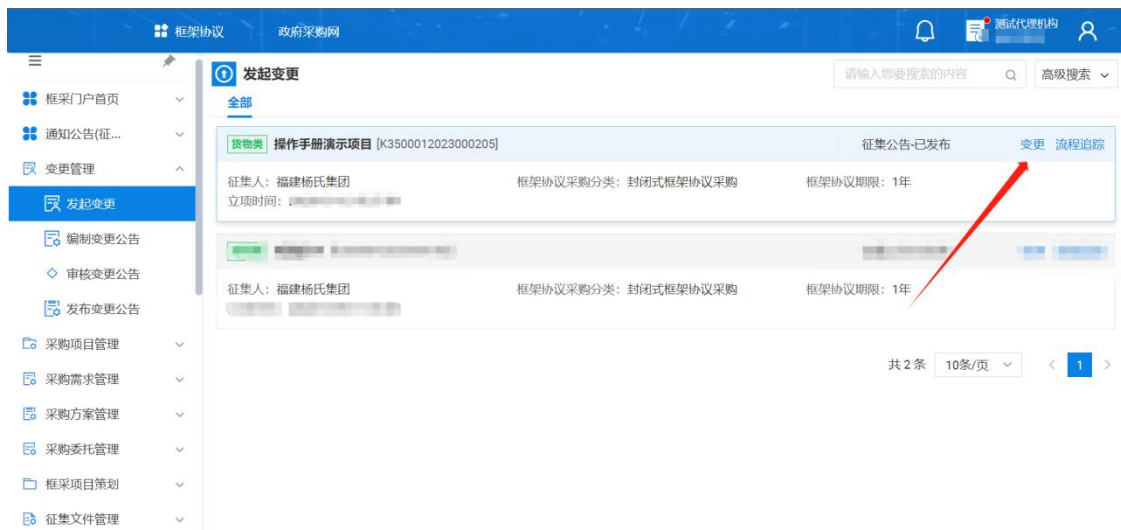 框架协议 政府采购网 测试代理机构
发起变更 请输入您要搜索的内容 高级搜索
全部
框采门户首页
通知公告(征...
变更管理
发起变更
编制变更公告
审核变更公告
发布变更公告
采购项目管理
采购需求管理
采购方案管理
采购委托管理
框采项目策划
征集文件管理
货物类 操作手册演示项目 [K3500012023000205] 征集公告-已发布 变更 流程追踪
征集人：福建杨氏集团 框架协议采购分类：封闭式框架协议采购 框架协议期限：1年
立项时间：
征集人：福建杨氏集团 框架协议采购分类：封闭式框架协议采购 框架协议期限：1年
共 2 条 10条/页 < 1 >